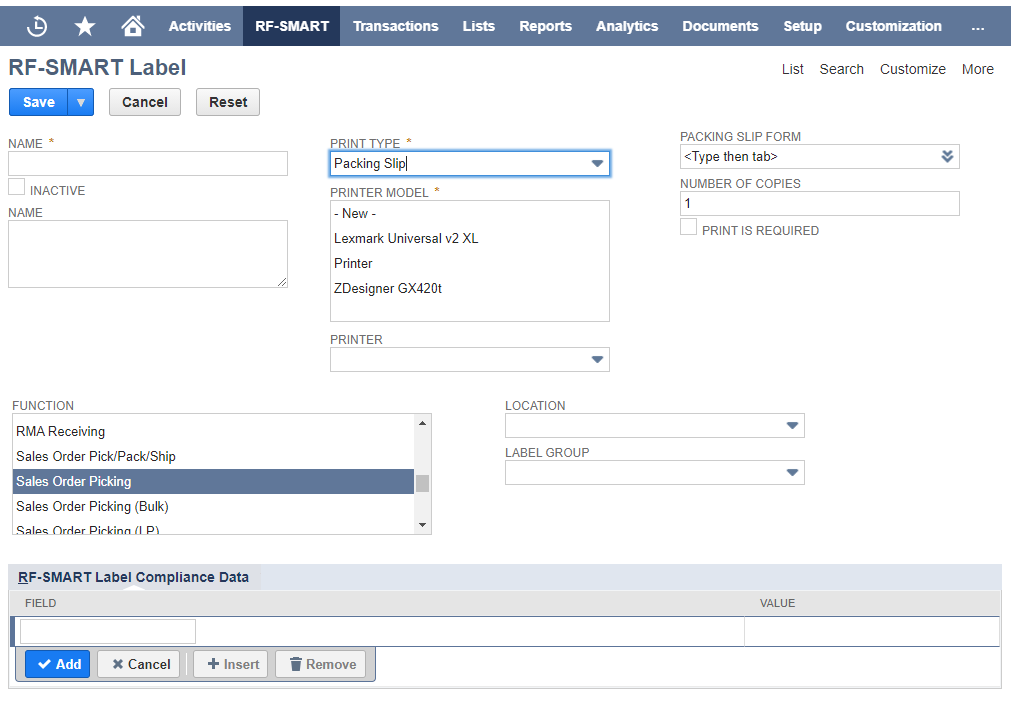 Activities RF-SMART Transactions Lists Reports Analytics Documents Setup Customization ...
RF-SMART Label
List Search Customize More
Save Cancel Reset
NAME *
INACTIVE
NAME
PRINT TYPE *
Packing Slip
PRINTER MODEL *
- New -
Lexmark Universal v2 XL
Printer
ZDesigner GX420t
PRINTER
PACKING SLIP FORM
<Type then tab>
NUMBER OF COPIES
1
PRINT IS REQUIRED
FUNCTION
RMA Receiving
Sales Order Pick/Pack/Ship
Sales Order Picking
Sales Order Picking (Bulk)
Sales Order Picking (LP)
LOCATION
LABEL GROUP
RF-SMART Label Compliance Data
FIELD VALUE
Add Cancel Insert Remove